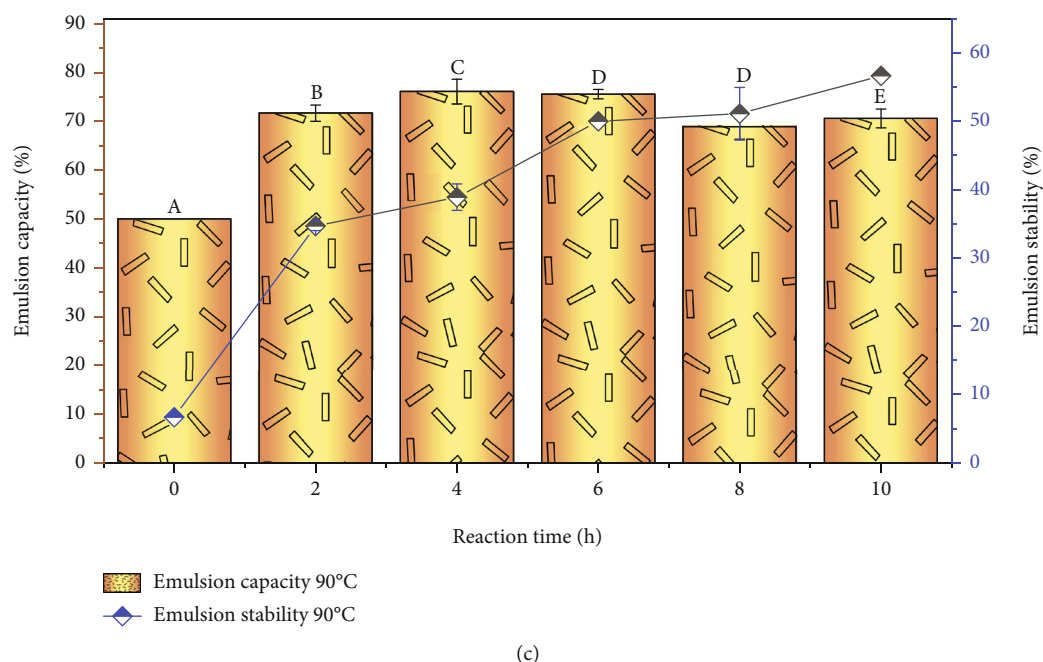 90
80
70
60
50
40
30
20
10
0
Emulsion capacity (%)
A
B
C
D
D
E
60
50
40
30
20
10
0
Emulsion stability (%)
0 2 4 6 8 10
Reaction time (h)
Emulsion capacity 90°C
Emulsion stability 90°C
(c)